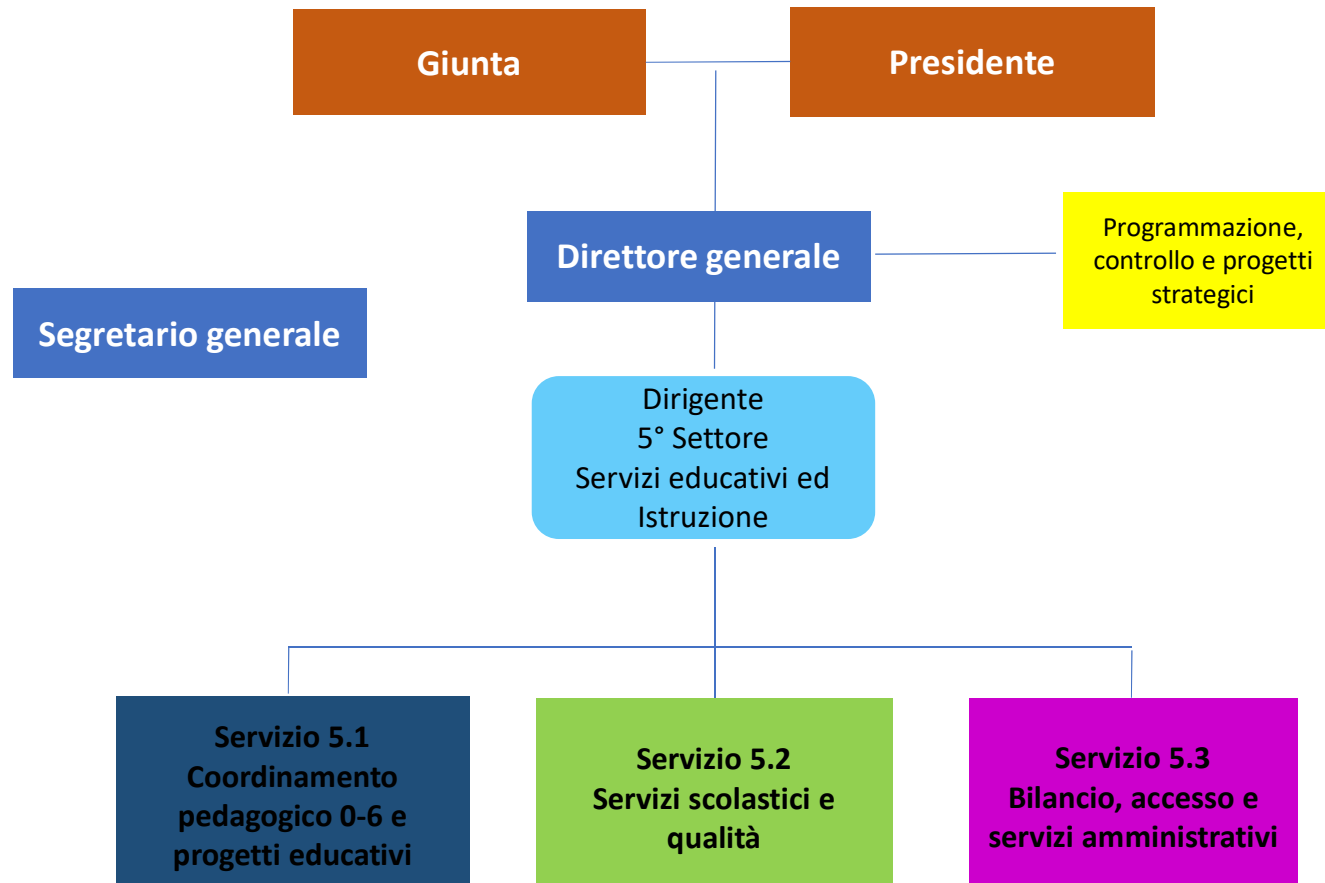 Giunta
Presidente
Direttore generale
Programmazione,
controllo e progetti
strategici
Segretario generale
Dirigente
5° Settore
Servizi educativi ed
Istruzione
Servizio 5.1
Coordinamento
pedagogico 0-6 e
progetti educativi
Servizio 5.2
Servizi scolastici e
qualità
Servizio 5.3
Bilancio, accesso e
servizi amministrativi